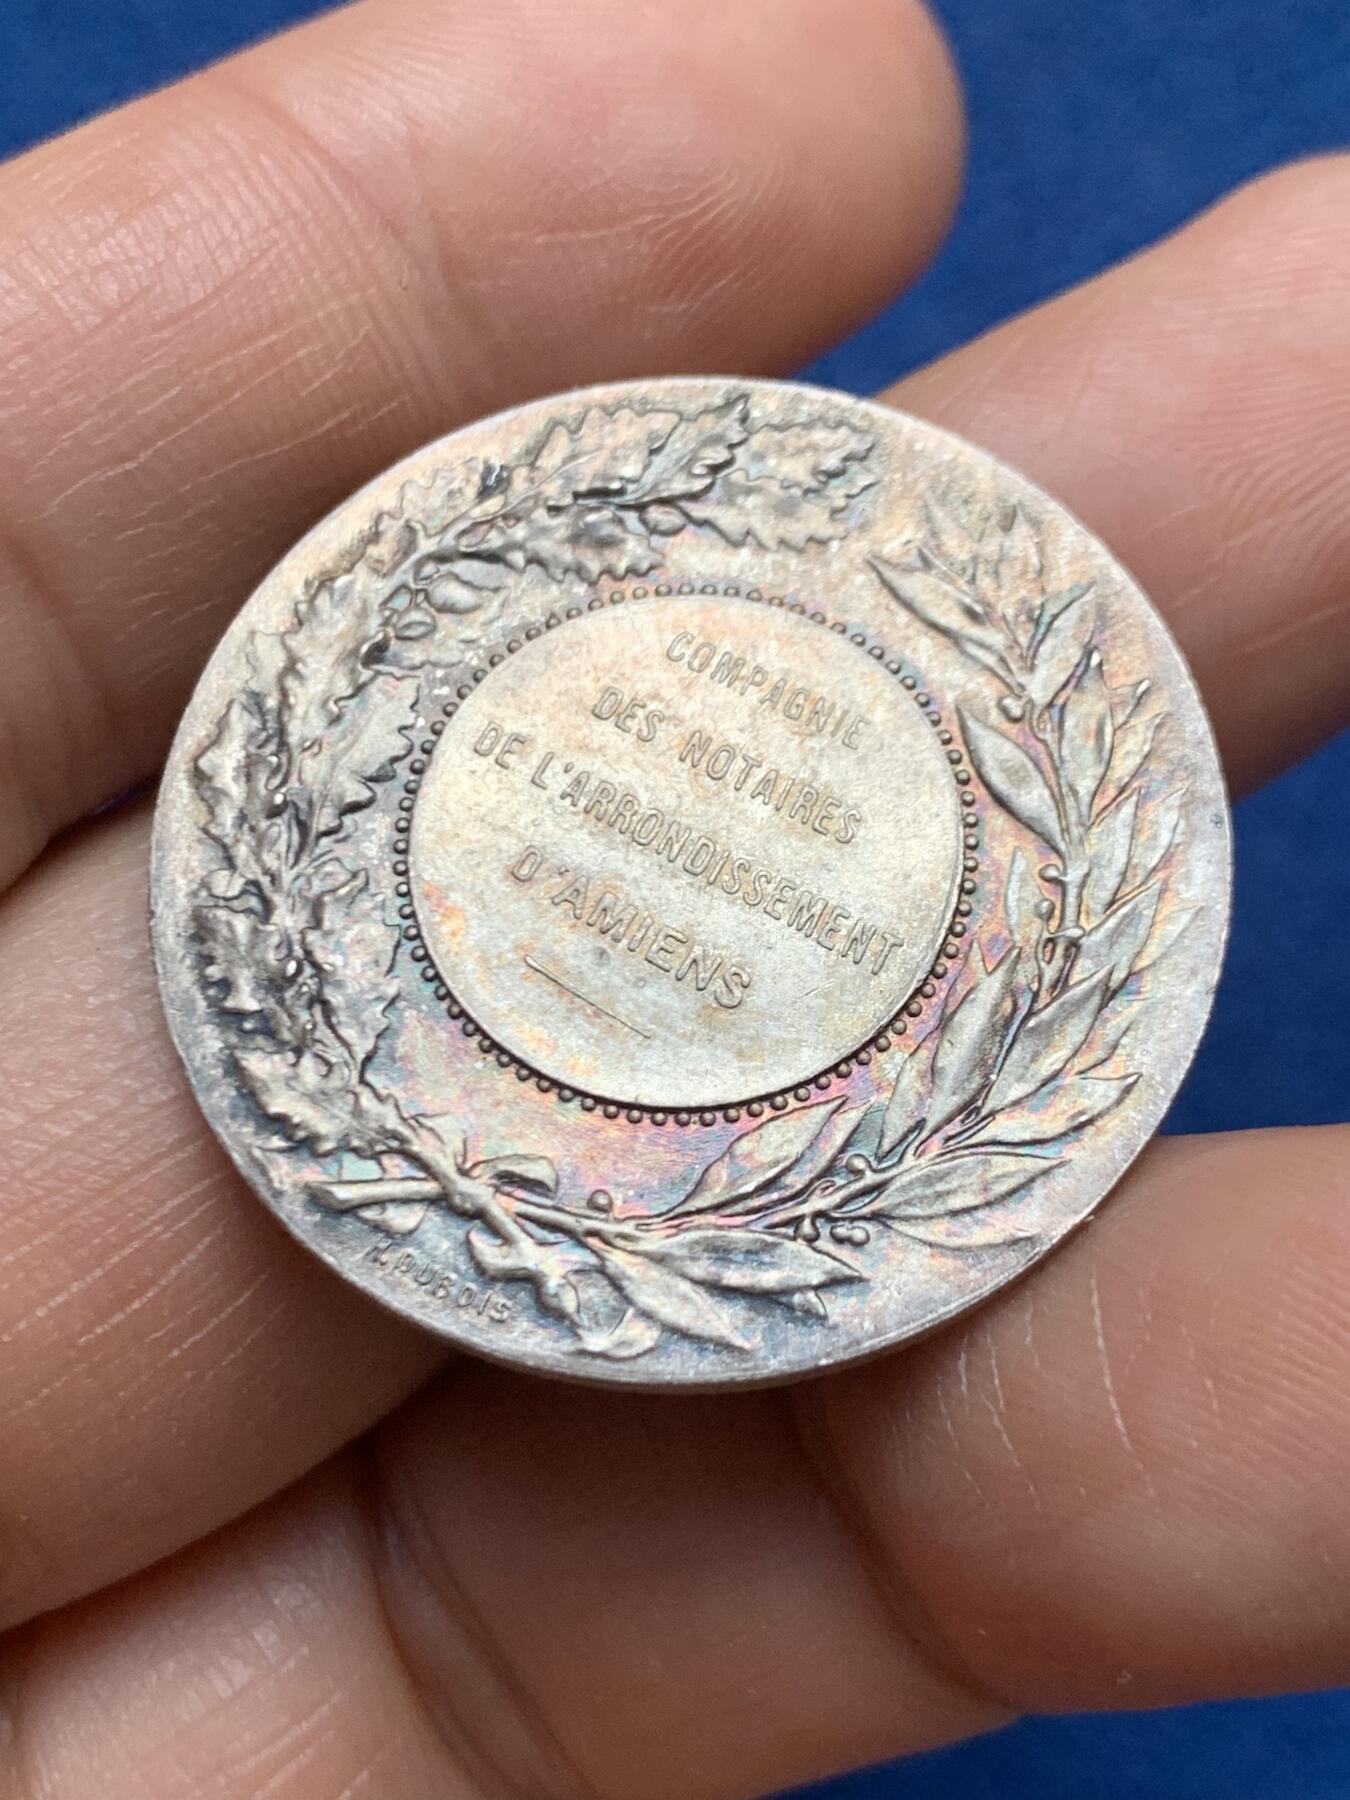 COMPAGNIE
DES NOTAIRES
DE L'ARRONDISSEMENT
D'AMIENS
H.DUBOIS